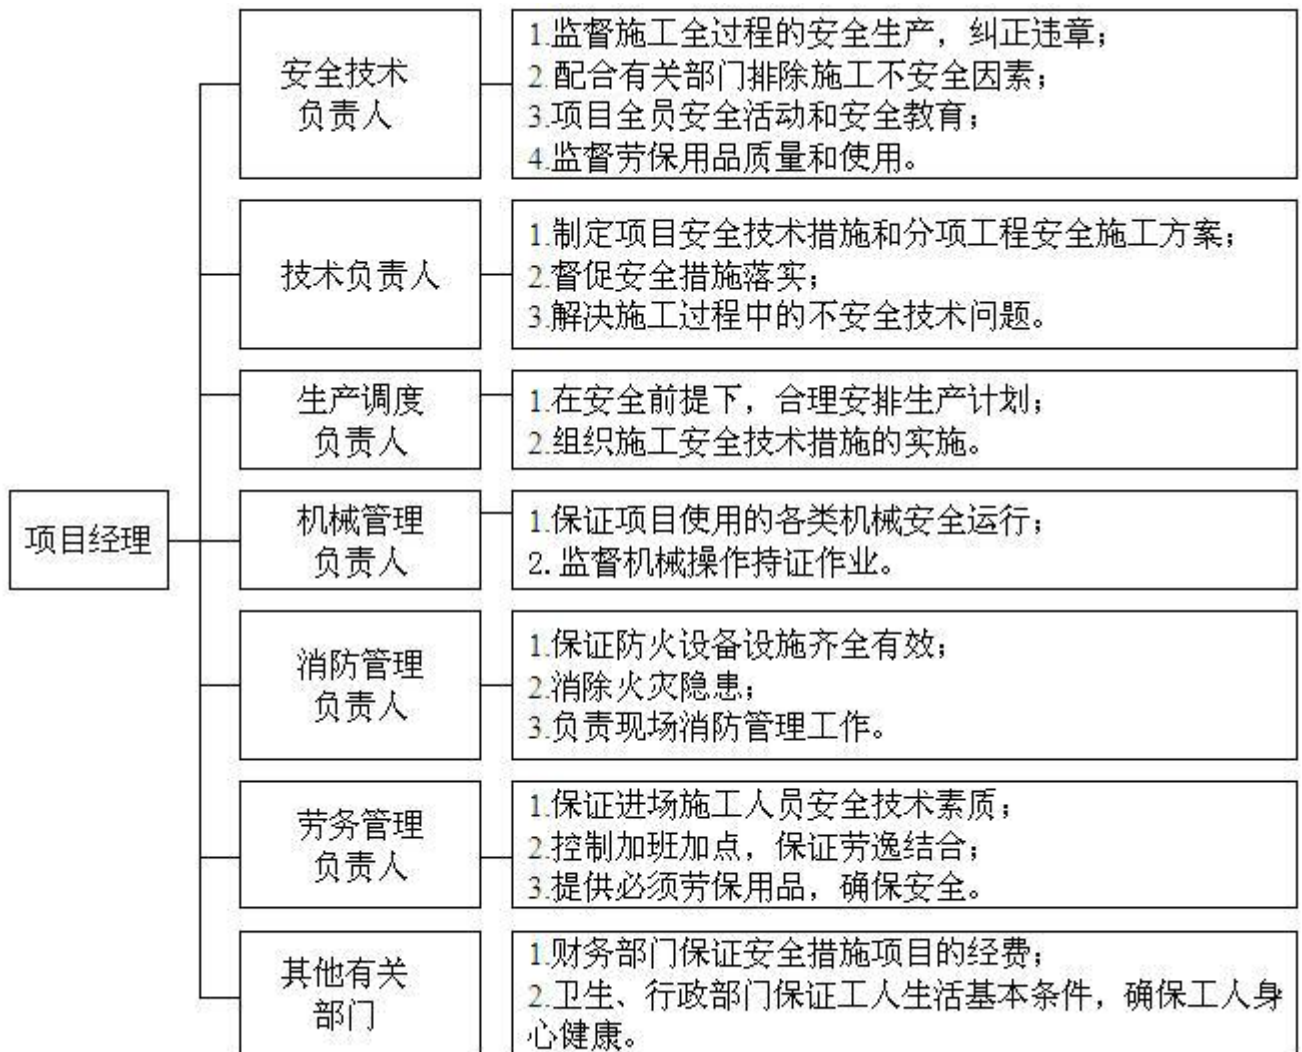 安全技术
负责人
1.监督施工全过程的安全生产，纠正违章；
2.配合有关部门排除施工不安全因素；
3.项目全员安全活动和安全教育；
4.监督劳保用品质量和使用。
技术负责人
1.制定项目安全技术措施和分项工程安全施工方案；
2.督促安全措施落实；
3.解决施工过程中的不安全技术问题。
生产调度
负责人
1.在安全前提下，合理安排生产计划；
2.组织施工安全技术措施的实施。
项目经理
机械管理
负责人
1.保证项目使用的各类机械安全运行；
2.监督机械操作持证作业。
消防管理
负责人
1.保证防火设备设施齐全有效；
2.消除火灾隐患；
3.负责现场消防管理工作。
劳务管理
负责人
1.保证进场施工人员安全技术素质；
2.控制加班加点，保证劳逸结合；
3.提供必须劳保用品，确保安全。
其他有关
部门
1.财务部门保证安全措施项目的经费；
2.卫生、行政部门保证工人生活基本条件，确保工人身
心健康。